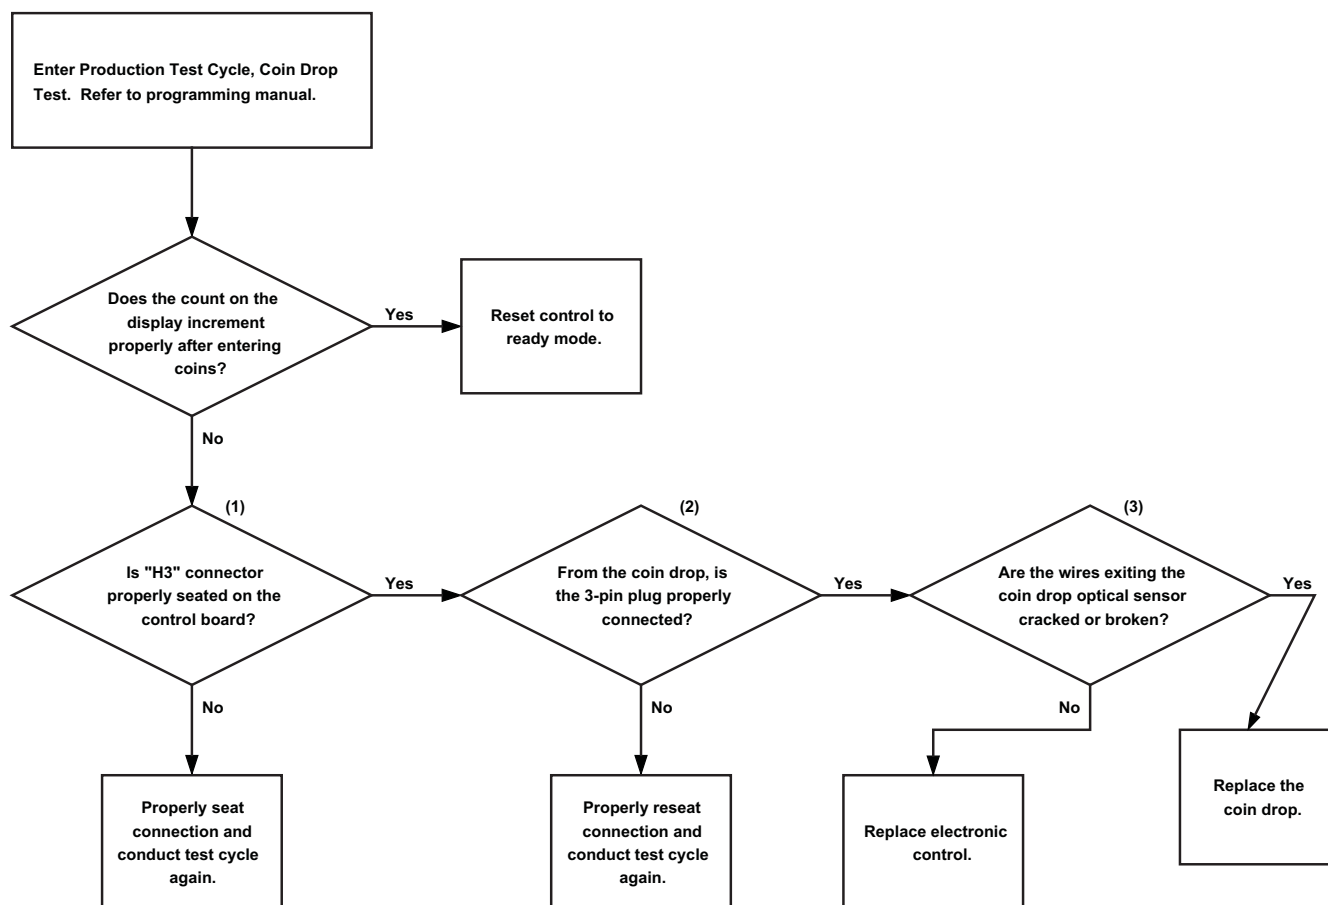 Enter Production Test Cycle, Coin Drop
Test.  Refer to programming manual.
Does the count on the
display increment
properly after entering
coins?
Yes
Reset control to
ready mode.
No
(1)
Is "H3" connector
properly seated on the
control board?
Yes
(2)
From the coin drop, is
the 3-pin plug properly
connected?
Yes
(3)
Are the wires exiting the
coin drop optical sensor
cracked or broken?
Yes
No
Properly seat
connection and
conduct test cycle
again.
No
Properly reseat
connection and
conduct test cycle
again.
No
Replace electronic
control.
Replace the
coin drop.